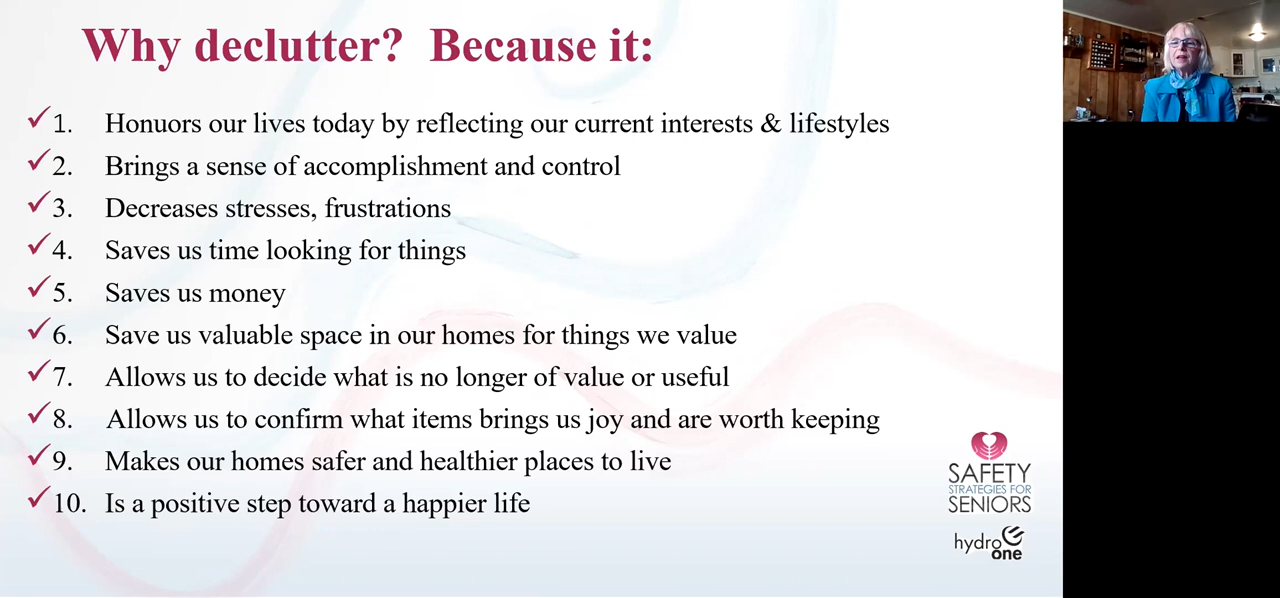 Why declutter? Because it:
1. Honuors our lives today by reflecting our current interests & lifestyles
2. Brings a sense of accomplishment and control
3. Decreases stresses, frustrations
4. Saves us time looking for things
5. Saves us money
6. Save us valuable space in our homes for things we value
7. Allows us to decide what is no longer of value or useful
8. Allows us to confirm what items brings us joy and are worth keeping
9. Makes our homes safer and healthier places to live
10. Is a positive step toward a happier life
SAFETY
STRATEGIES FOR
SENIORS
hydro
one